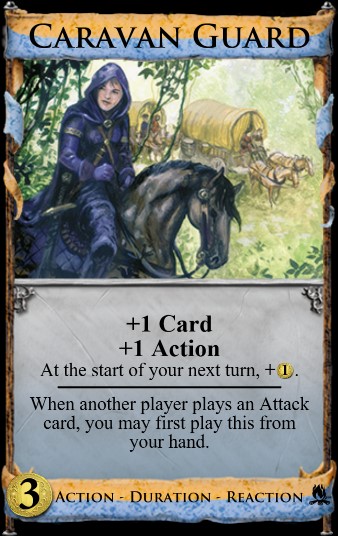 CARAVAN GUARD
+1 Card
+1 Action
At the start of your next turn, +1.
When another player plays an Attack
card, you may first play this from
your hand.
3
ACTION - DURATION - REACTION